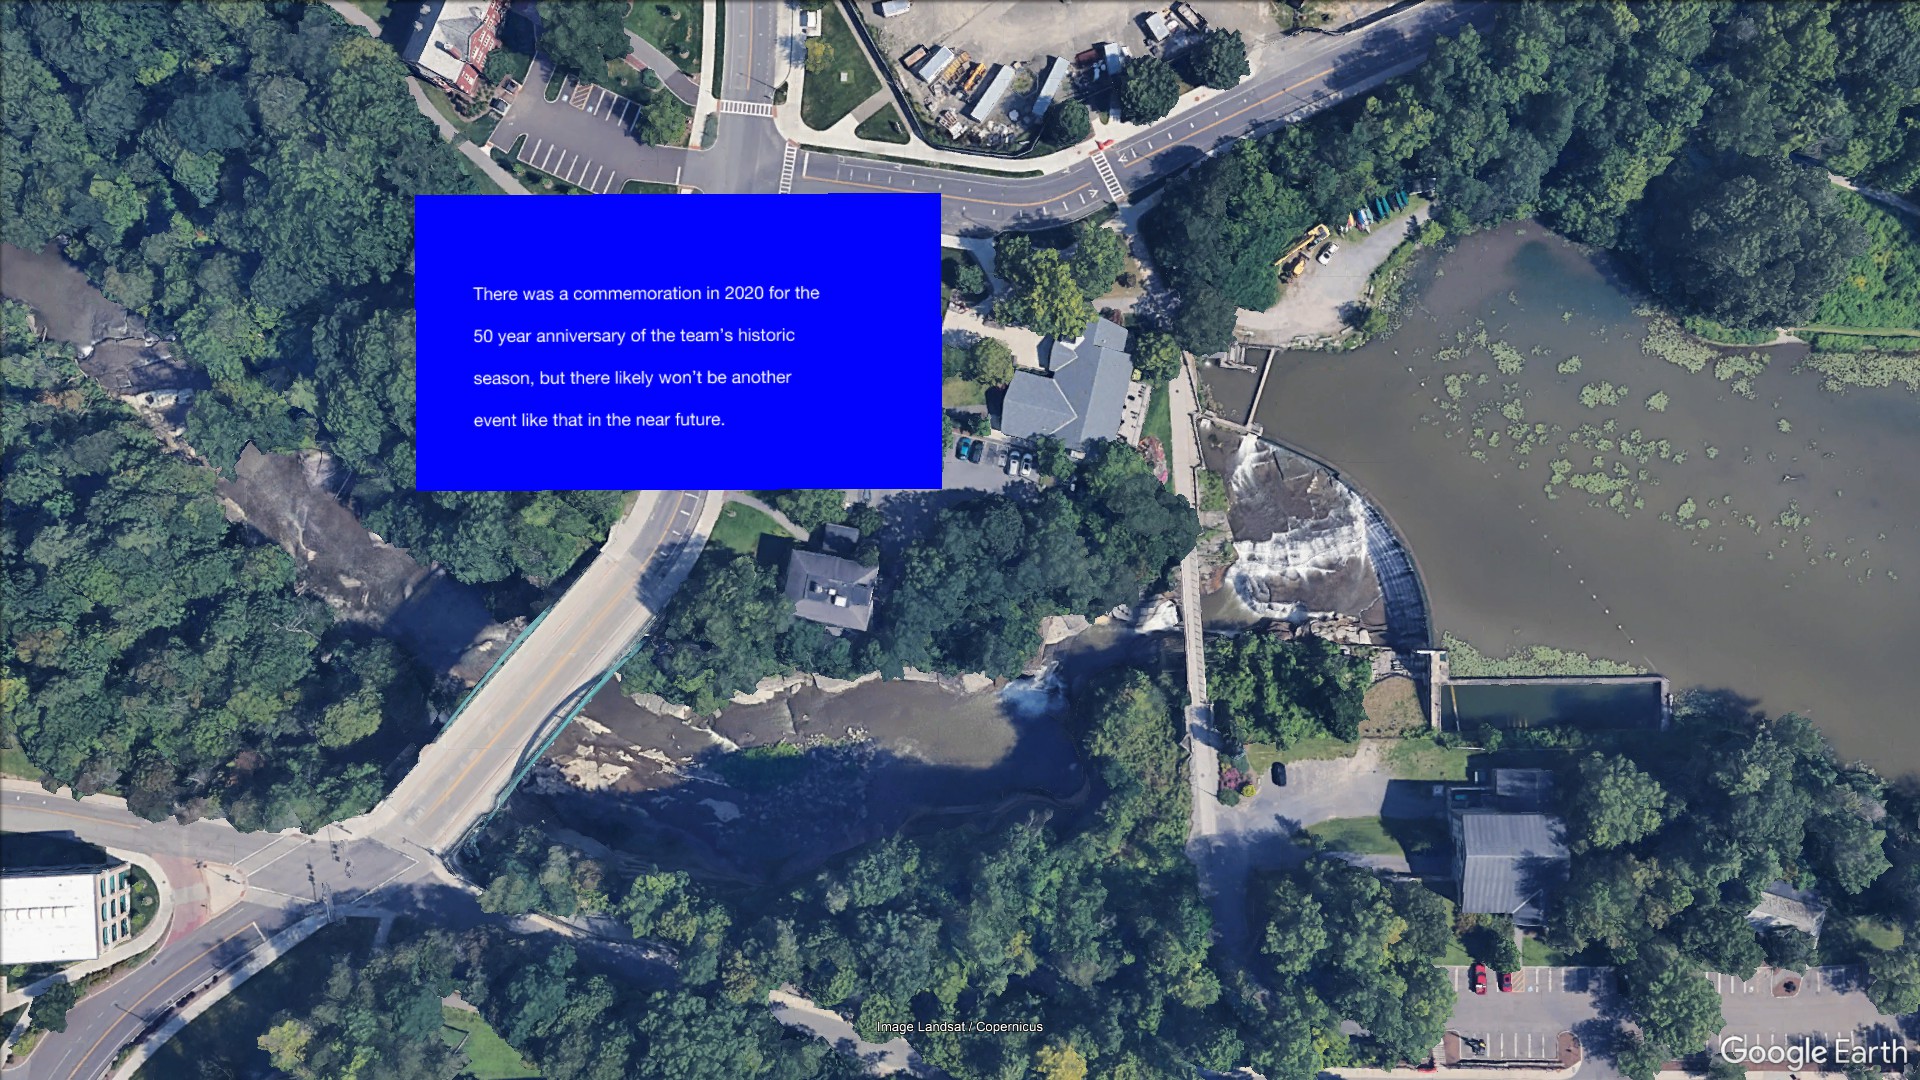 There was a commemoration in 2020 for the
50 year anniversary of the team's historic
season, but there likely won't be another
event like that in the near future.
Image Landsat / Copernicus
Google Earth